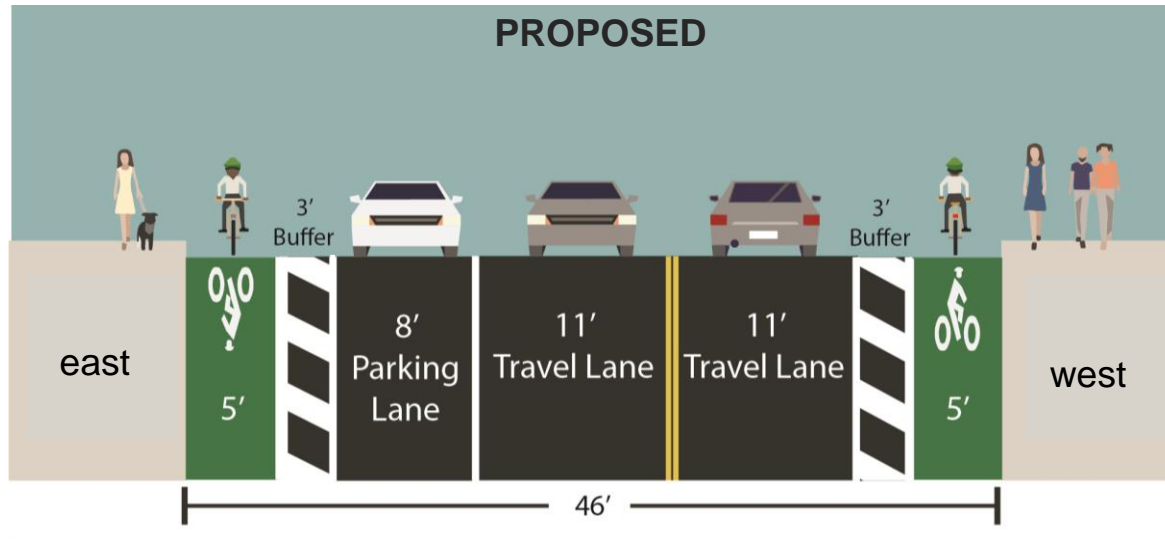 PROPOSED
3'
Buffer
3'
Buffer
8'
Parking
Lane
11'
Travel Lane
11'
Travel Lane
east
5'
5'
west
46'